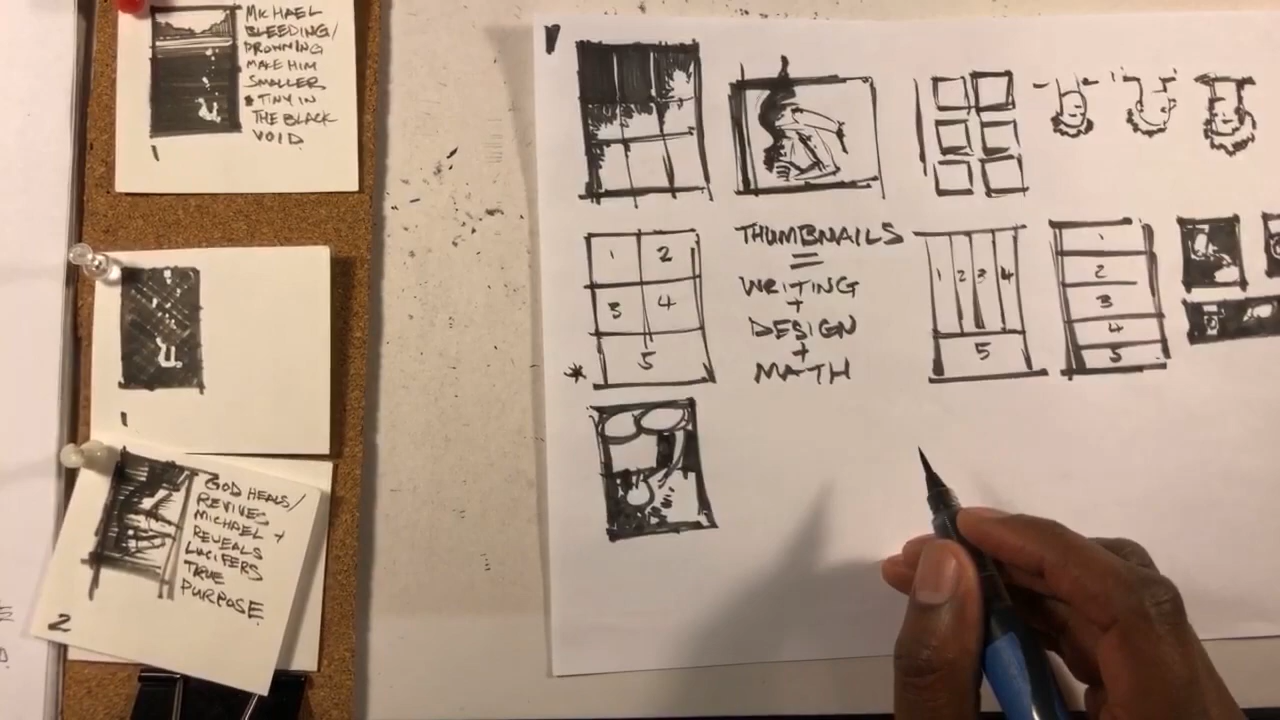 MICHAEL
BLEEDING/
DROWNING
MAKE HIM
SMALLER
TINY IN
THE BLACK
VOID
1
1
GOD HEALS/
REVIVES
MICHAEL +
REVEALS
LUCIFERS
TRUE
PURPOSE
2
1 2
3 4
5
*
THUMBNAILS
=
WRITING
+
DESIGN
+
MATH
1 2 3 4
5
1
2
3
4
5